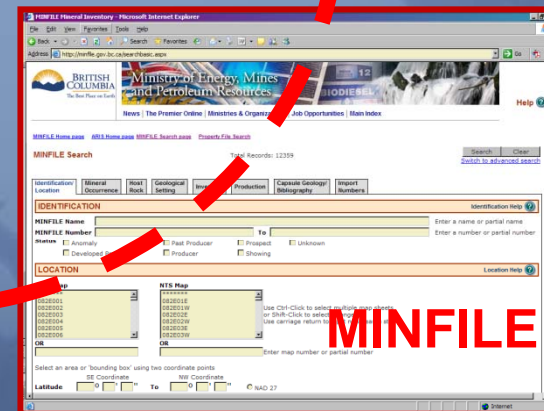 MINFILE Mineral Inventory - Microsoft Internet Explorer
File Edit View Favorites Tools Help
Back Search Favorites
Address http://minfile.gov.bc.ca/searchbasic.aspx Go
BRITISH COLUMBIA
The Best Place on Earth
Ministry of Energy, Mines
and Petroleum Resources
12
BIODIESEL
News | The Premier Online | Ministries & Organizations Job Opportunities | Main Index
Help
MINFILE Home page ARIS Home page MINFILE Search page Property File Search
MINFILE Search
Total Records: 12359
Search Clear
Switch to advanced search
Identification/ Location
Mineral Occurrence
Host Rock
Geological Setting
Production
Capsule Geology/ Bibliography
Import Numbers
IDENTIFICATION
Identification Help
MINFILE Name Enter a name or partial name
MINFILE Number To Enter a number or partial number
Status Anomaly Past Producer Prospect Unknown
Developed Producer Showing
LOCATION
Location Help
NTS Map
*******
082E001 082E01E
082E002 082E01W
082E003 082E02E
082E004 082E02W
082E005 082E03E
082E006 082E03W
Use Ctrl-Click to select multiple map sheets
or Shift-Click to select
Use carriage return to
OR OR
Enter map number or partial number
MINFILE
Select an area or 'bounding box' using two coordinate points
SE Coordinate NW Coordinate
Latitude o ' " To o ' " NAD 27
Internet